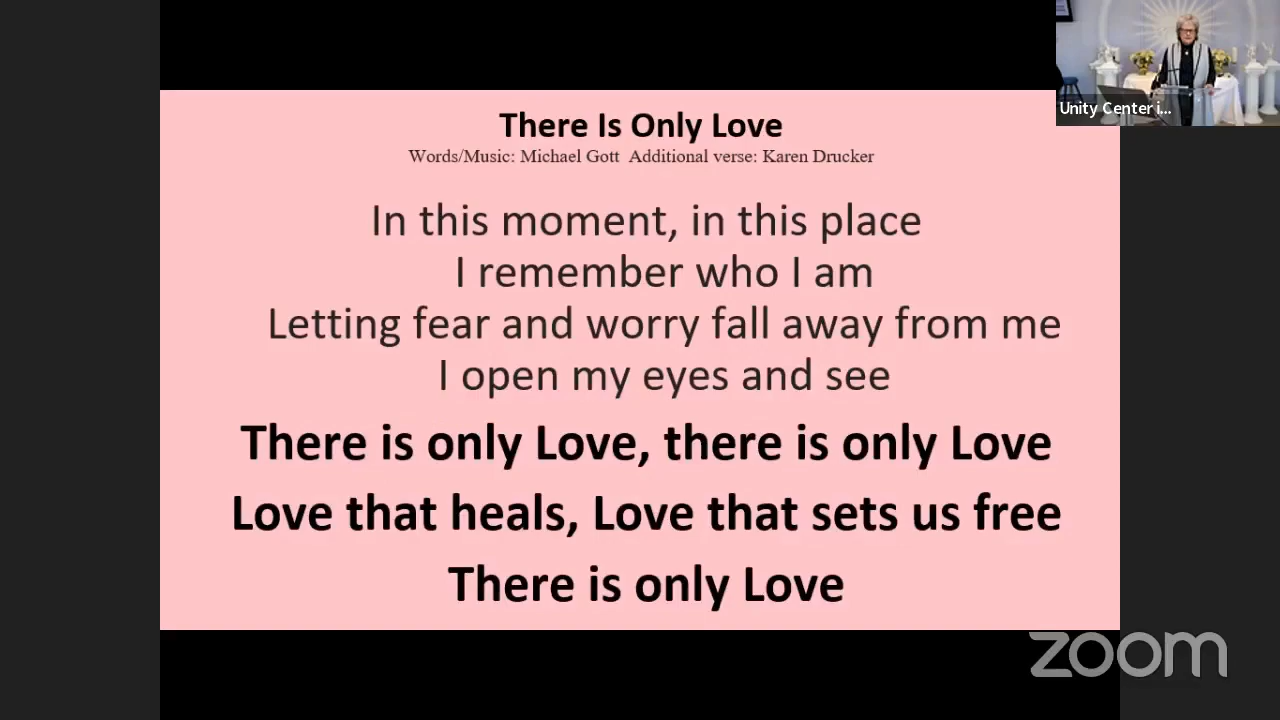 There Is Only Love
Words/Music: Michael Gott  Additional verse: Karen Drucker
In this moment, in this place
I remember who I am
Letting fear and worry fall away from me
I open my eyes and see
There is only Love, there is only Love
Love that heals, Love that sets us free
There is only Love
Unity Center i...
zoom